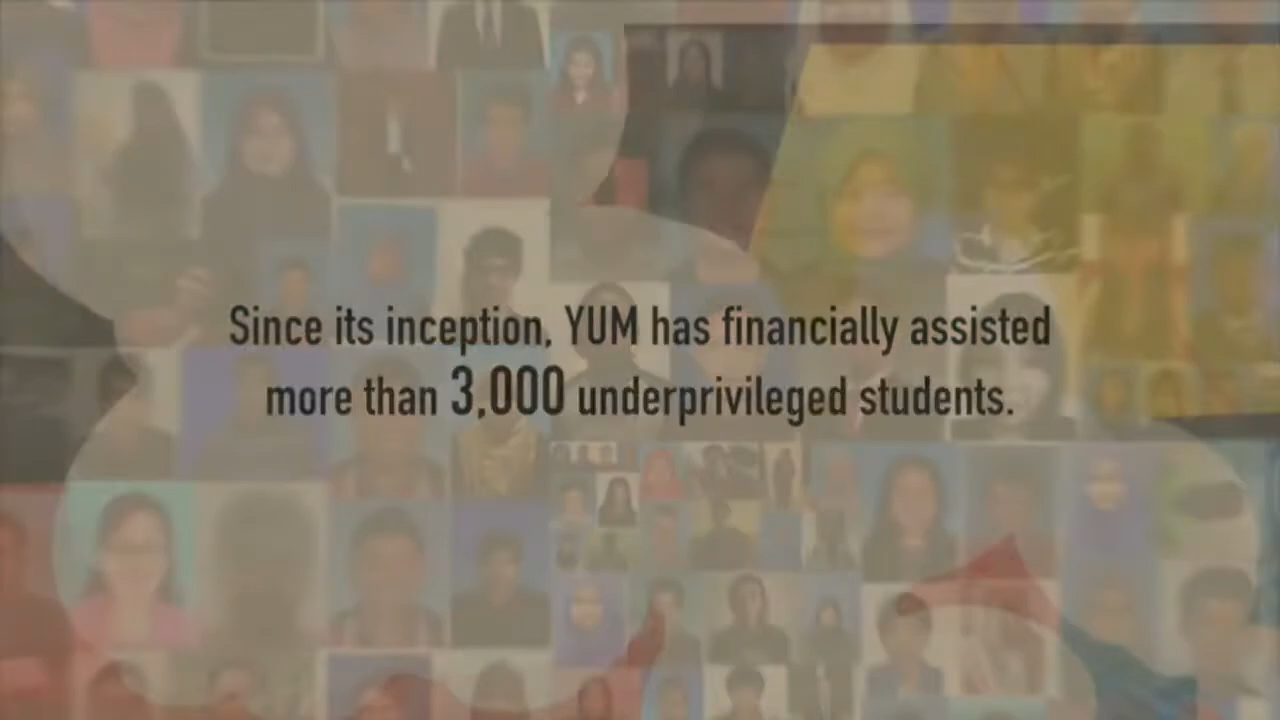 Since its inception, YUM has financially assisted
more than 3,000 underprivileged students.